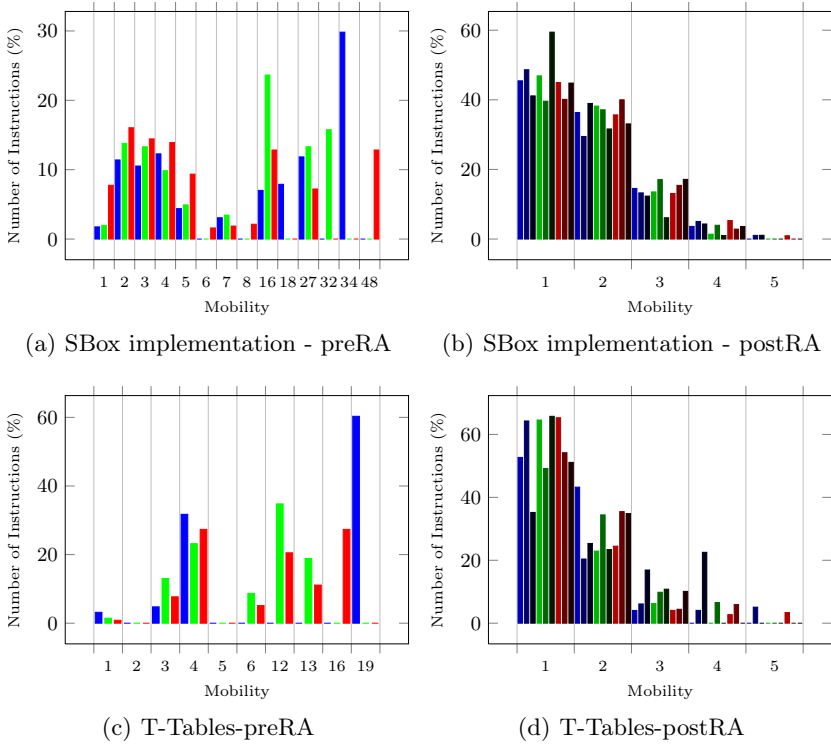 30
20
10
0
Number of Instructions (%)
1 2 3 4 5 6 7 8 16 18 27 32 34 48
Mobility
(a) SBox implementation - preRA
60
40
20
0
Number of Instructions (%)
1 2 3 4 5
Mobility
(b) SBox implementation - postRA
60
40
20
0
Number of Instructions (%)
1 2 3 4 5 6 12 13 16 19
Mobility
(c) T-Tables-preRA
60
40
20
0
Number of Instructions (%)
1 2 3 4 5
Mobility
(d) T-Tables-postRA